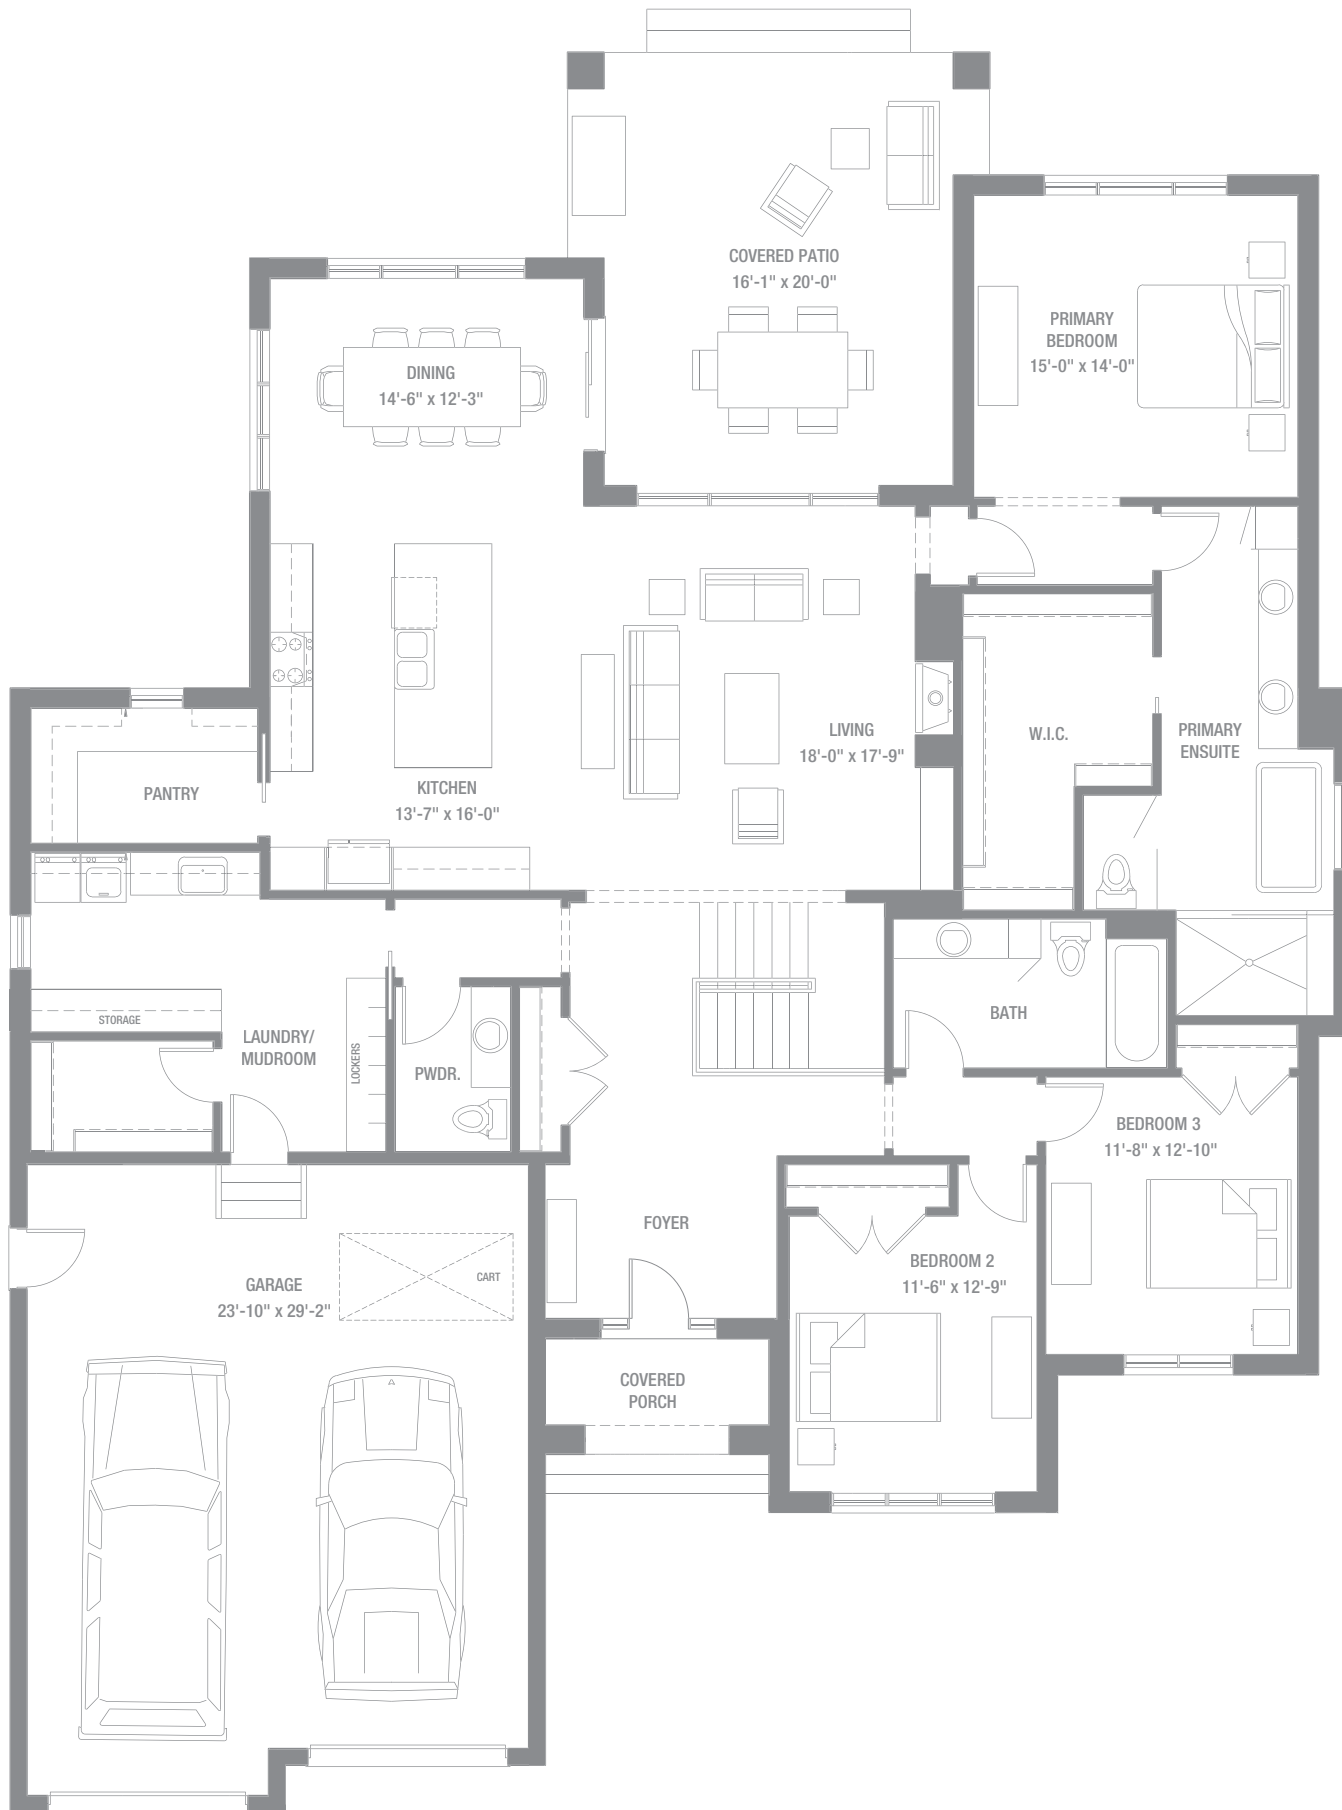 COVERED PATIO
16'-1" x 20'-0"
PRIMARY
BEDROOM
15'-0" x 14'-0"
DINING
14'-6" x 12'-3"
LIVING
18'-0" x 17'-9"
W.I.C.
PRIMARY
ENSUITE
KITCHEN
13'-7" x 16'-0"
PANTRY
STORAGE
LAUNDRY/
MUDROOM
LOCKERS
PWDR.
BATH
BEDROOM 3
11'-8" x 12'-10"
FOYER
BEDROOM 2
11'-6" x 12'-9"
GARAGE
23'-10" x 29'-2"
CART
COVERED
PORCH